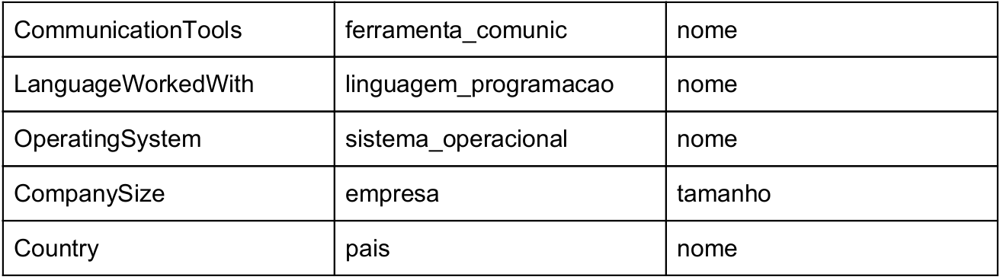 CommunicationTools ferramenta_comunic nome
LanguageWorkedWith linguagem_programacao nome
OperatingSystem sistema_operacional nome
CompanySize empresa tamanho
Country pais nome